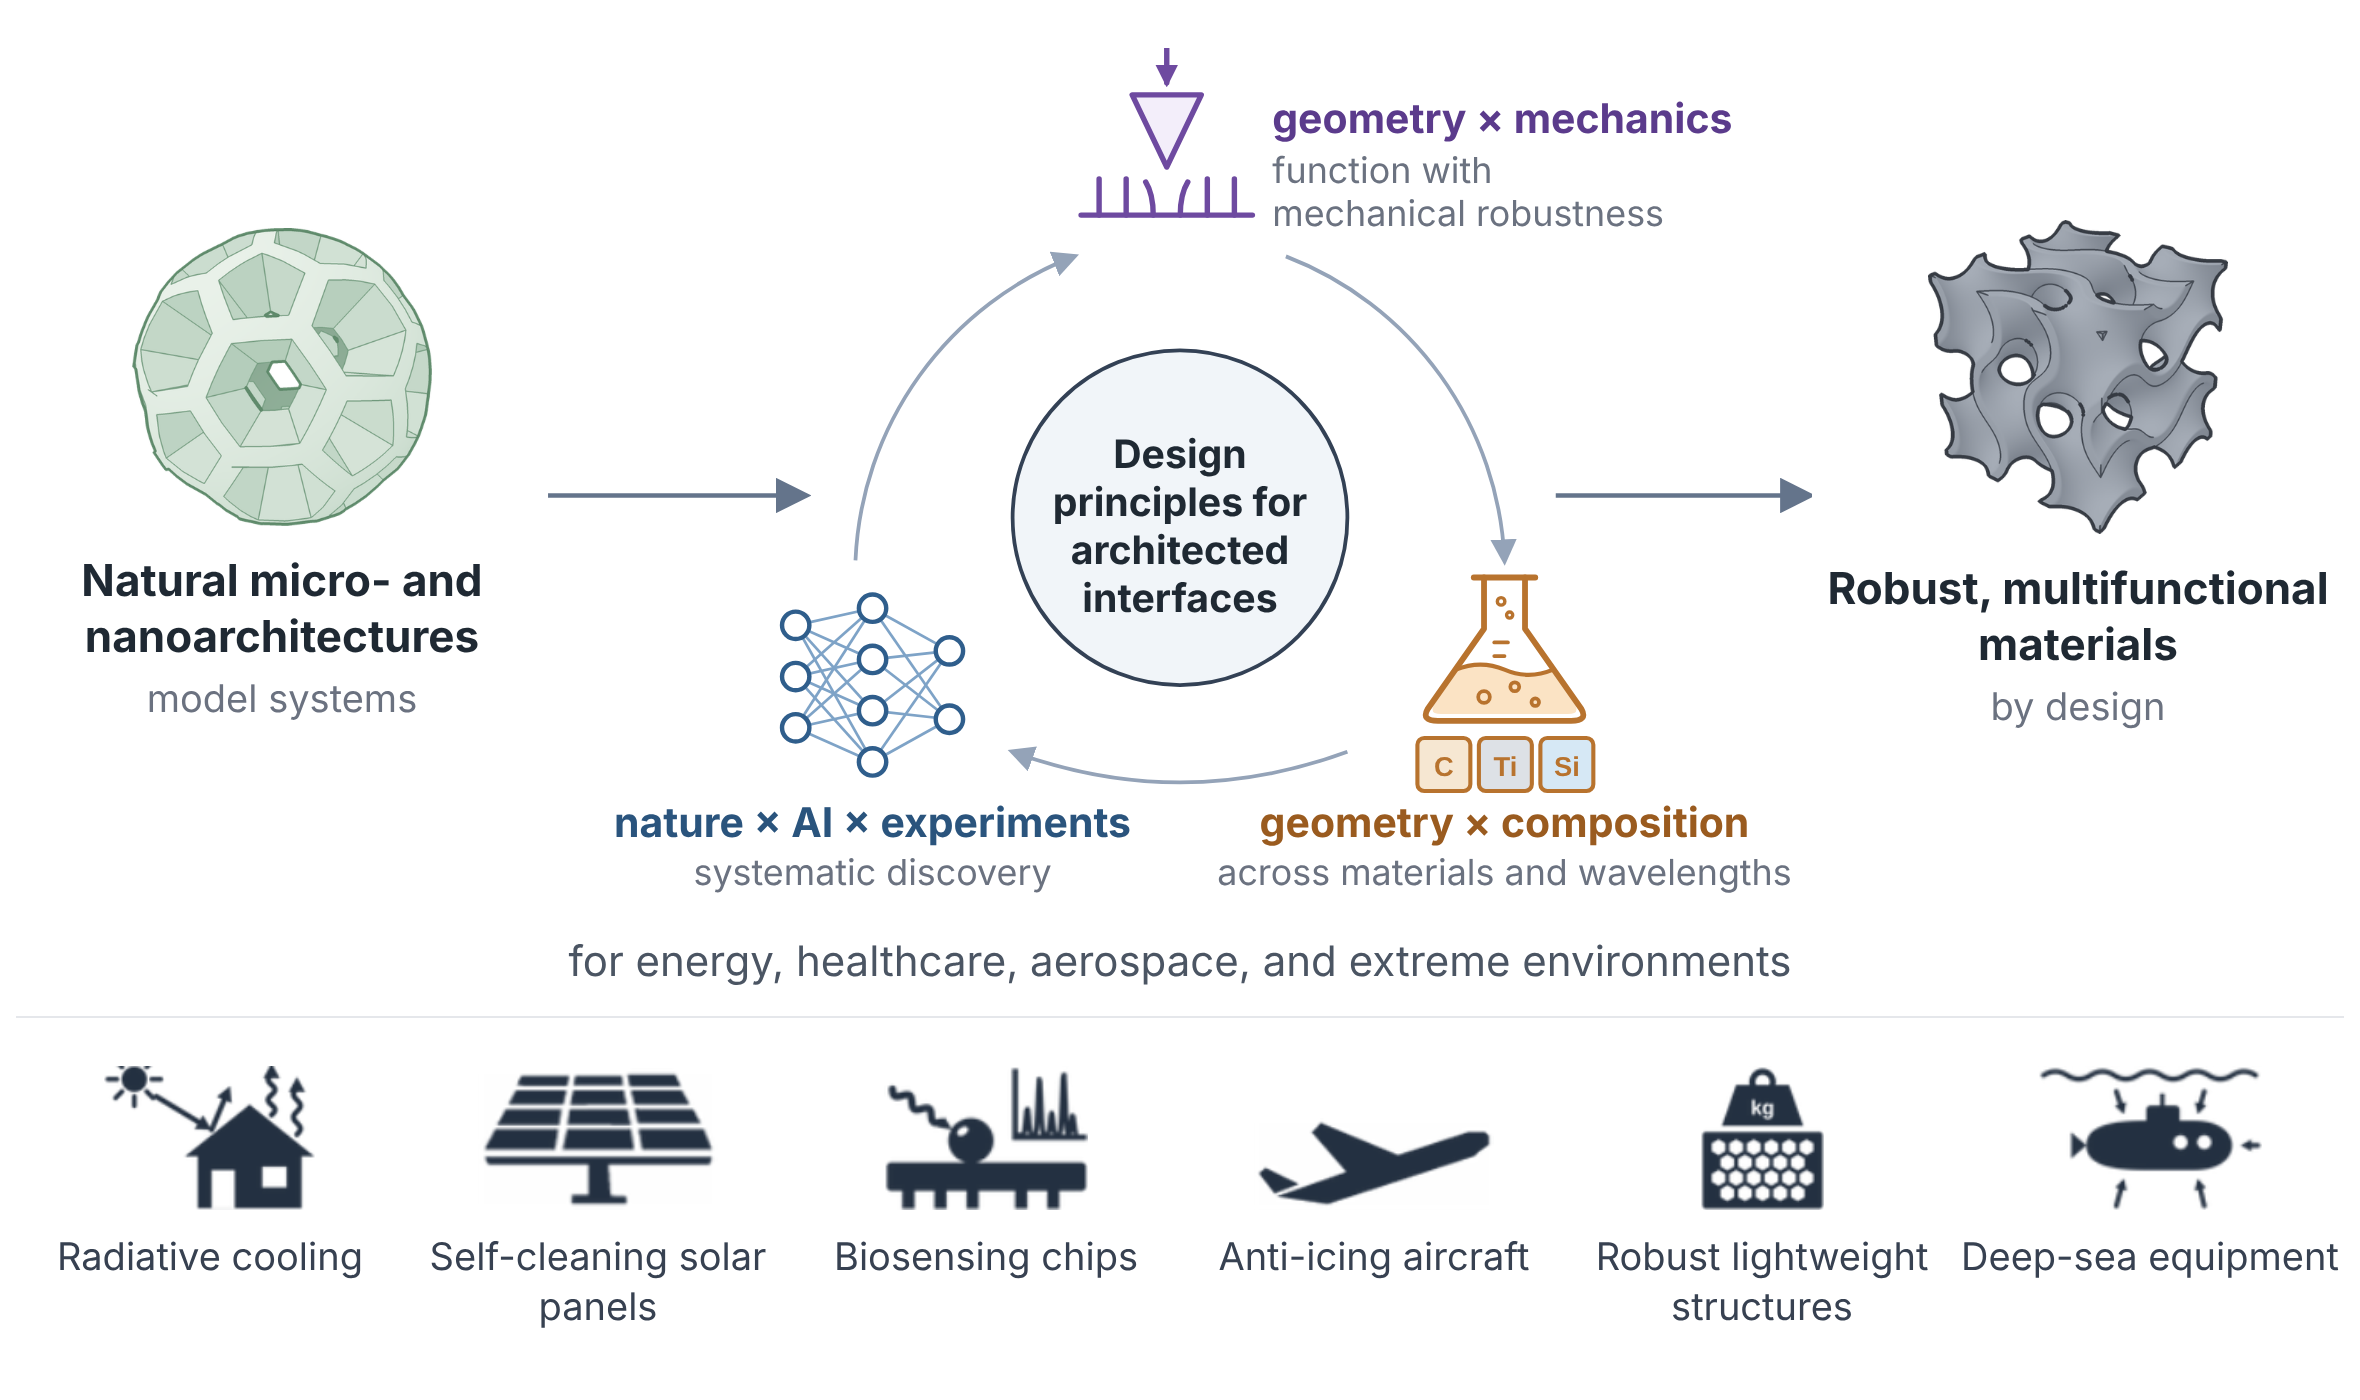 geometry × mechanics
function with
mechanical robustness
Design
principles for
architected
interfaces
Natural micro- and
nanoarchitectures
model systems
Robust, multifunctional
materials
by design
C Ti Si
nature × AI × experiments
systematic discovery
geometry × composition
across materials and wavelengths
for energy, healthcare, aerospace, and extreme environments
kg
Radiative cooling
Self-cleaning solar
panels
Biosensing chips
Anti-icing aircraft
Robust lightweight
structures
Deep-sea equipment